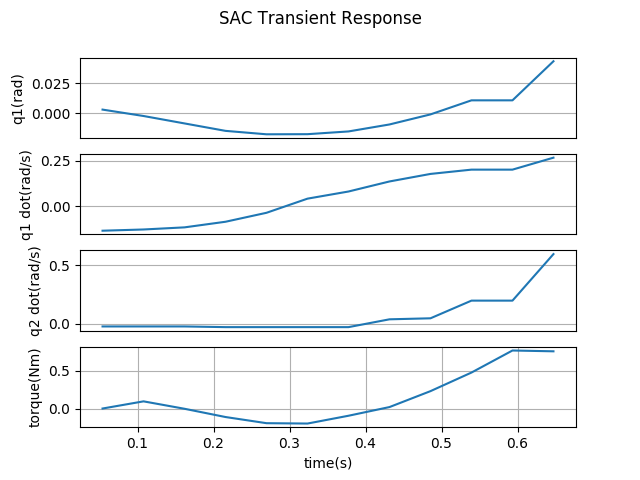 SAC Transient Response
q1(rad)
0.025
0.000
q1 dot(rad/s)
0.25
0.00
q2 dot(rad/s)
0.5
0.0
torque(Nm)
0.5
0.0
0.1 0.2 0.3 0.4 0.5 0.6
time(s)